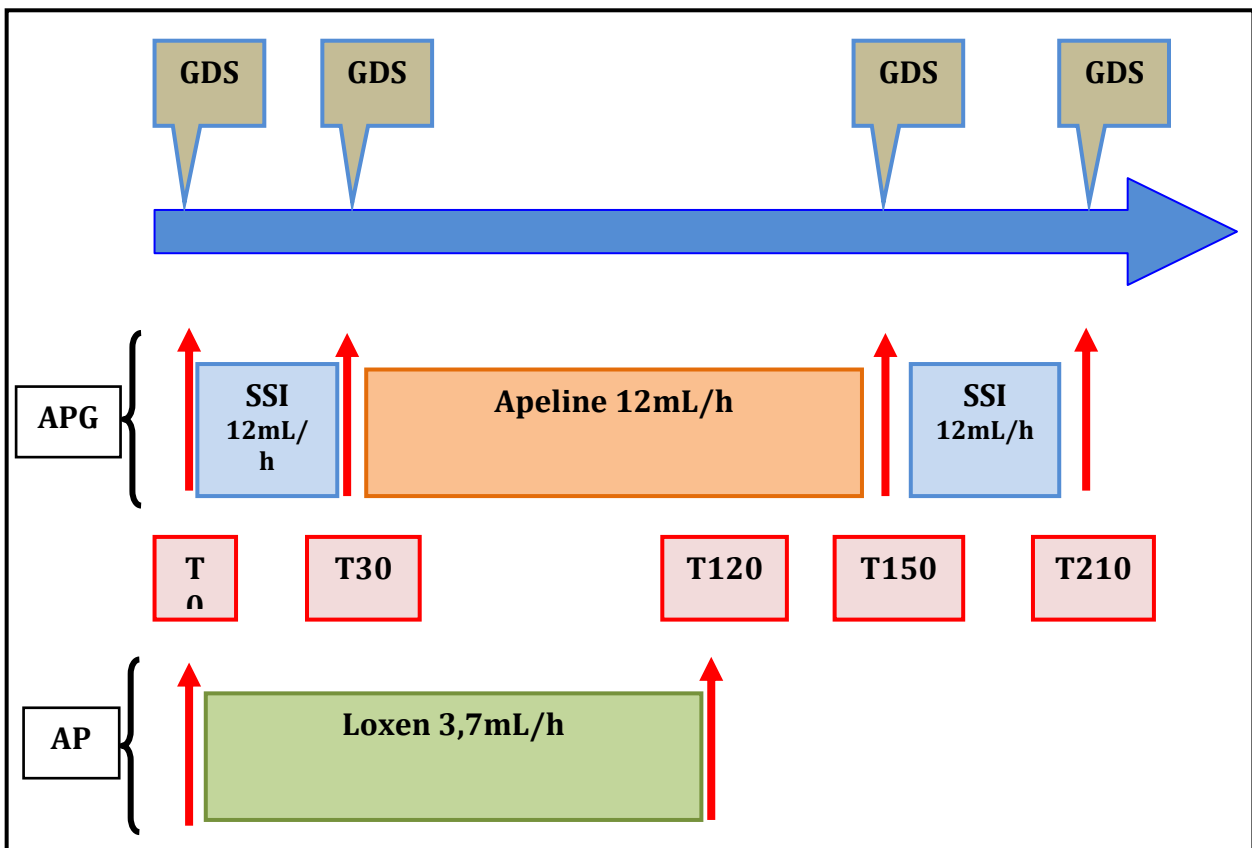 GDS
GDS
GDS
GDS
APG
SSI
12mL/
h
Apeline 12mL/h
SSI
12mL/h
T
0
T30
T120
T150
T210
AP
Loxen 3,7mL/h